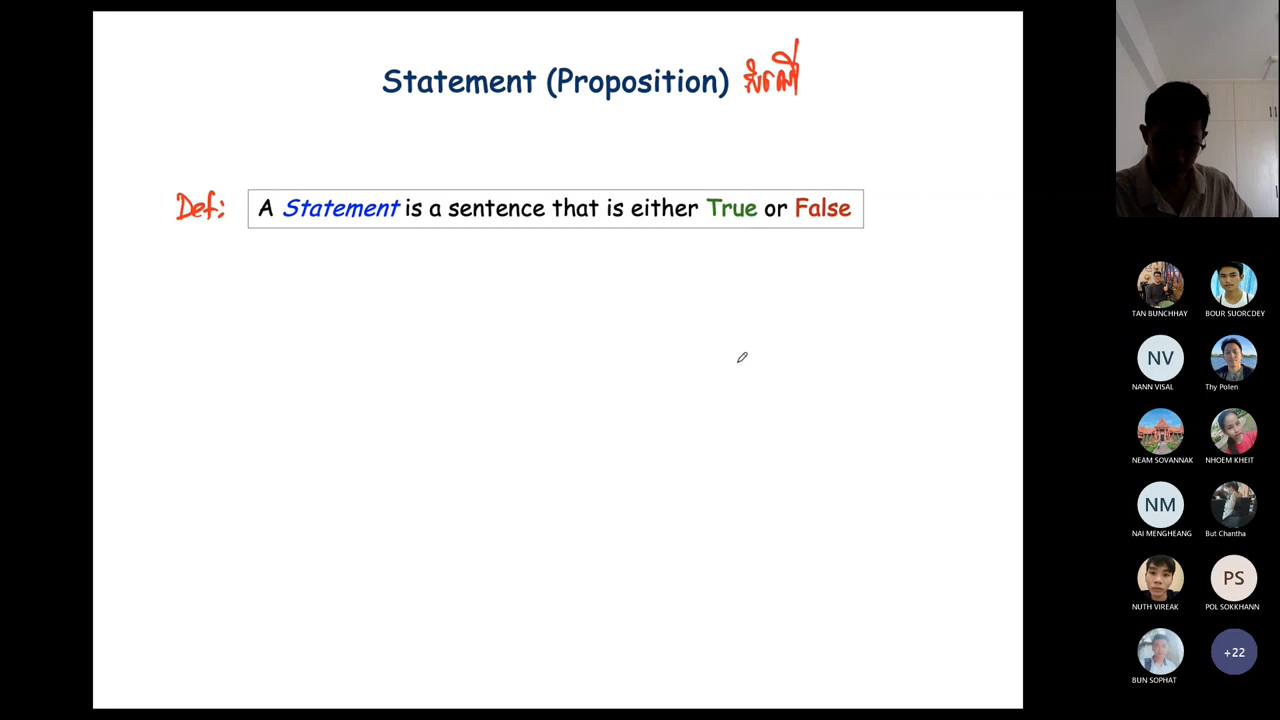 Statement (Proposition) សំណើ
Def: A Statement is a sentence that is either True or False
TAN BUNCHHAY
BOUR SUORCDEY
NV
NANN VISAL
Thy Polen
NEAM SOVANNAK
NHOEM KHEIT
NM
NAI MENGHEANG
But Chantha
NUTH VIREAK
PS
POL SOKKHANN
BUN SOPHAT
+22